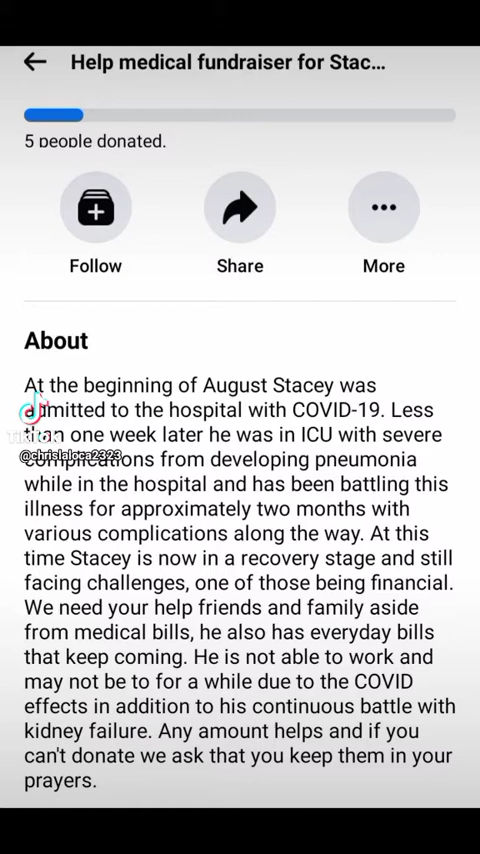 Help medical fundraiser for Stac...
5 people donated.
Follow
Share
More
About
At the beginning of August Stacey was
admitted to the hospital with COVID-19. Less
than one week later he was in ICU with severe
complications from developing pneumonia
while in the hospital and has been battling this
illness for approximately two months with
various complications along the way. At this
time Stacey is now in a recovery stage and still
facing challenges, one of those being financial.
We need your help friends and family aside
from medical bills, he also has everyday bills
that keep coming. He is not able to work and
may not be to for a while due to the COVID
effects in addition to his continuous battle with
kidney failure. Any amount helps and if you
can't donate we ask that you keep them in your
prayers.
TikTok
@chrislaloca2323